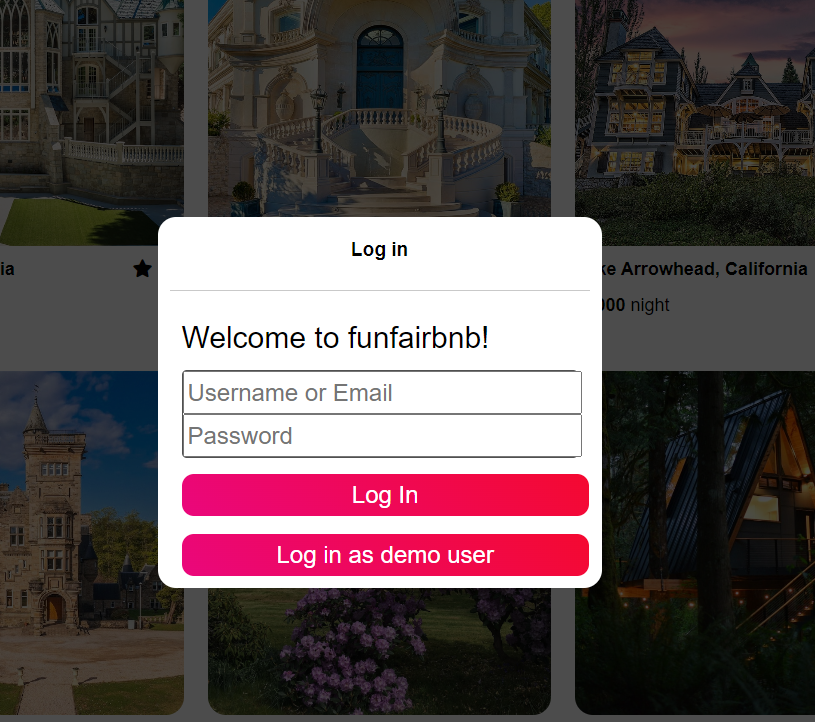 Log in
ia
ke Arrowhead, California
00 night
Welcome to funfairbnb!
Username or Email
Password
Log In
Log in as demo user